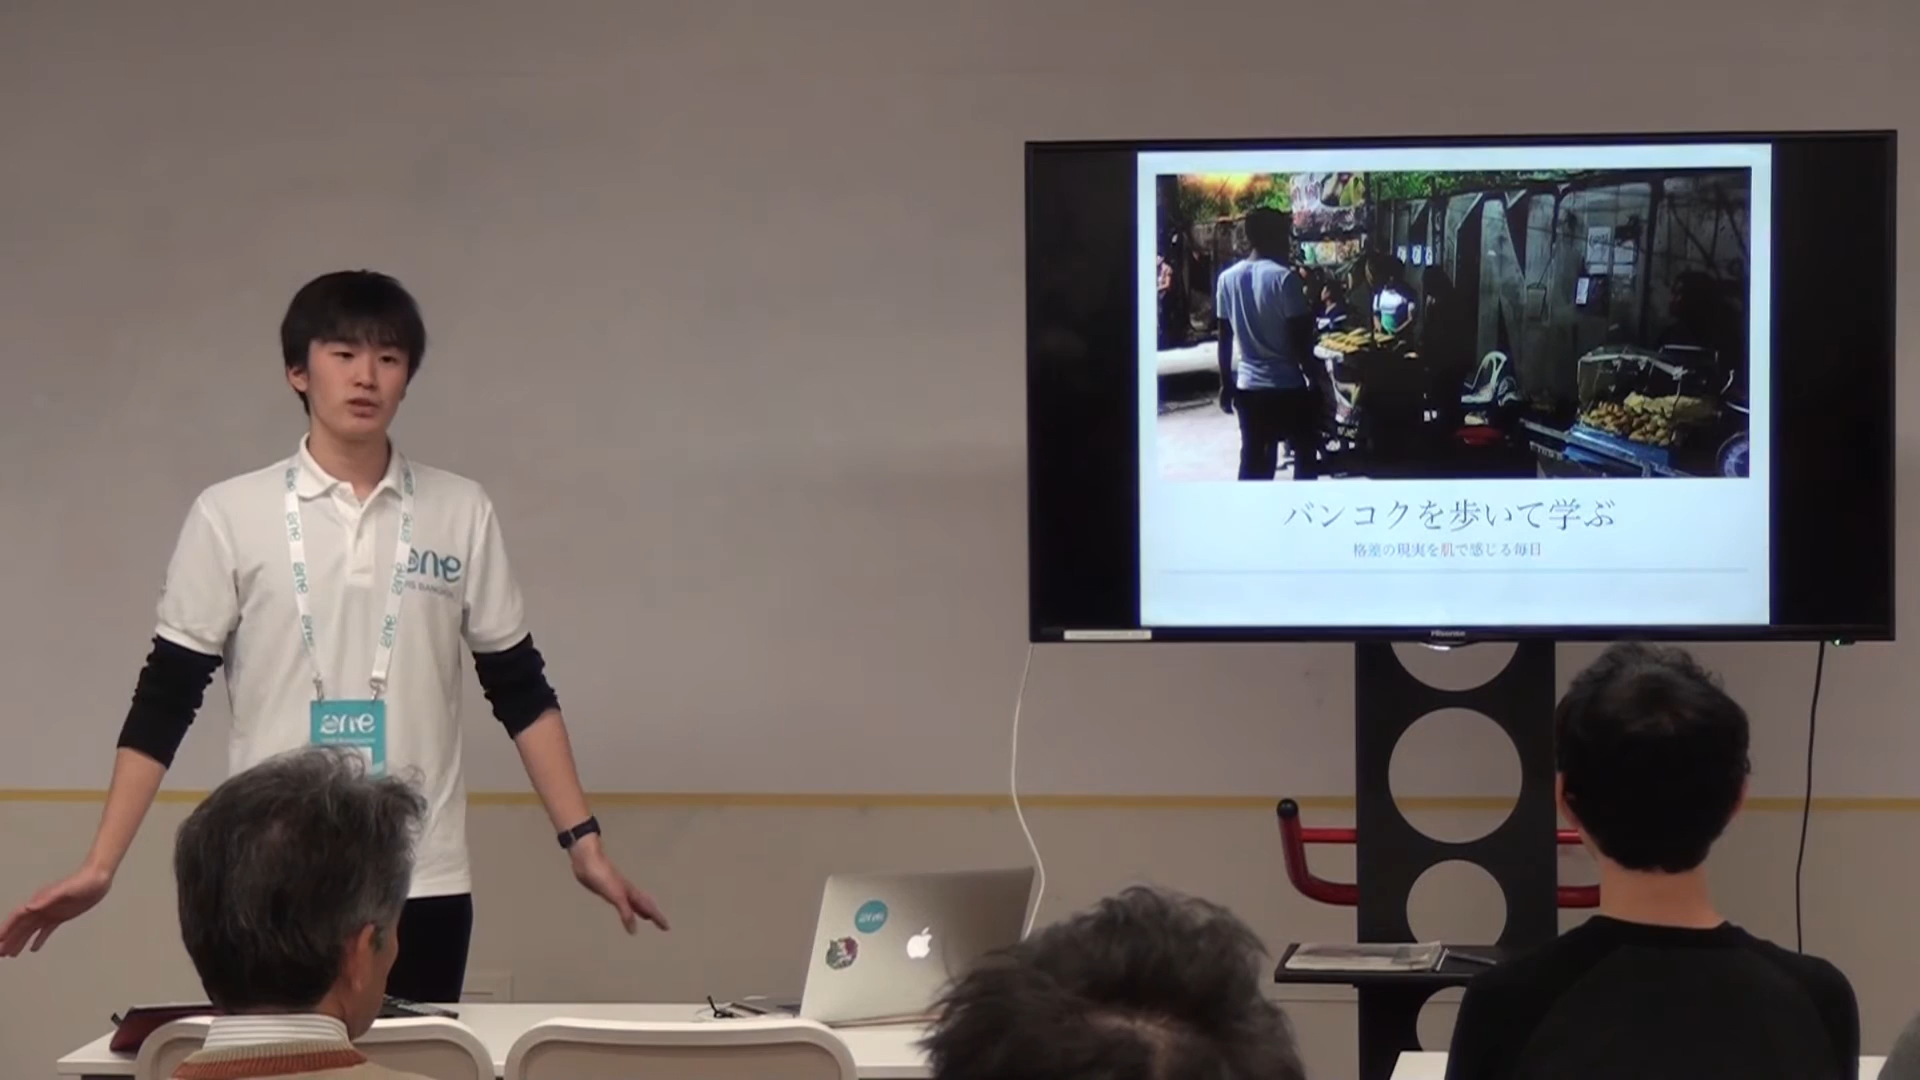 バンコクを歩いて学ぶ
格差の現実を肌で感じる毎日
Hisense
one
one